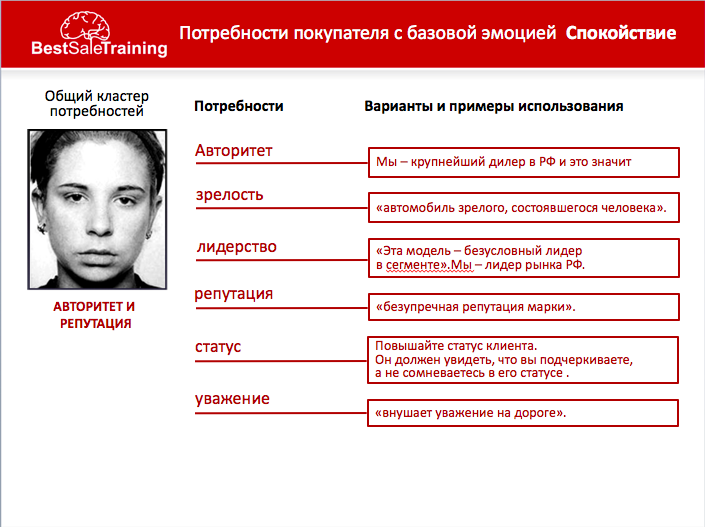 BestSaleTraining
Потребности покупателя с базовой эмоцией Спокойствие
Общий кластер
потребностей
АВТОРИТЕТ И
РЕПУТАЦИЯ
Потребности
Варианты и примеры использования
Авторитет
Мы – крупнейший дилер в РФ и это значит
зрелость
«автомобиль зрелого, состоявшегося человека».
лидерство
«Эта модель – безусловный лидер
в сегменте».Мы – лидер рынка РФ.
репутация
«безупречная репутация марки».
статус
Повышайте статус клиента.
Он должен увидеть, что вы подчеркиваете,
а не сомневаетесь в его статусе .
уважение
«внушает уважение на дороге».